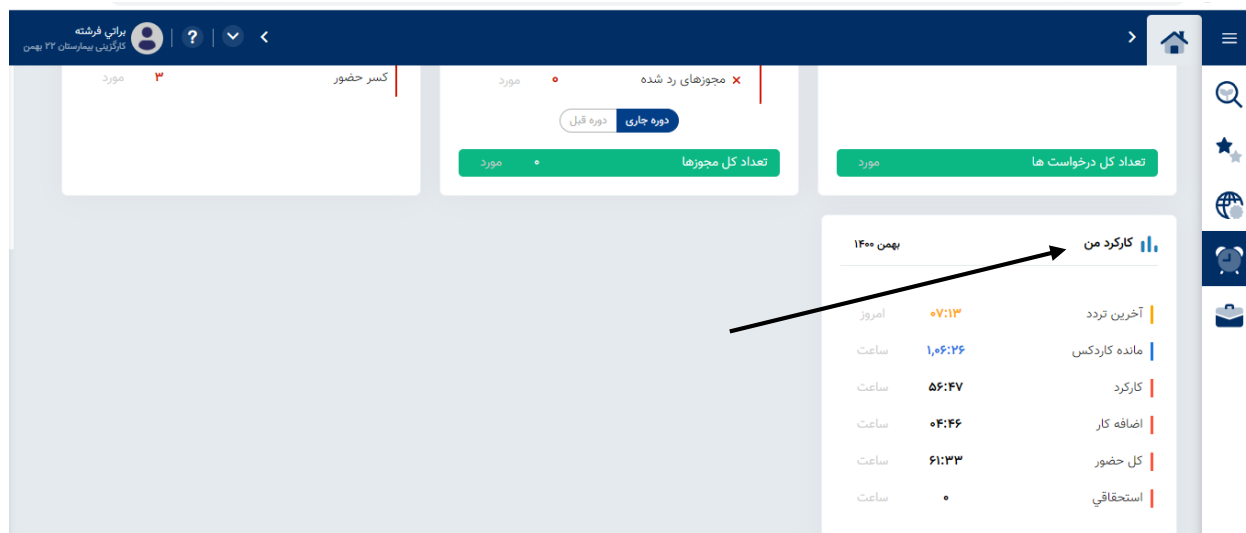 براتي فرشته
کارگزینی بیمارستان ۲۲ بهمن
?
تعداد کل درخواست ها مورد
مجوزهای رد شده ۰ مورد
دوره جاری دوره قبل
تعداد کل مجوزها ۰ مورد
کسر حضور ۳ مورد
کارکرد من بهمن ۱۴۰۰
آخرین تردد ۰۷:۱۳ امروز
مانده کاردکس ۱,۰۶:۲۶ ساعت
کارکرد ۵۶:۴۷ ساعت
اضافه کار ۰۴:۴۶ ساعت
کل حضور ۶۱:۳۳ ساعت
استحقاقي ۰ ساعت